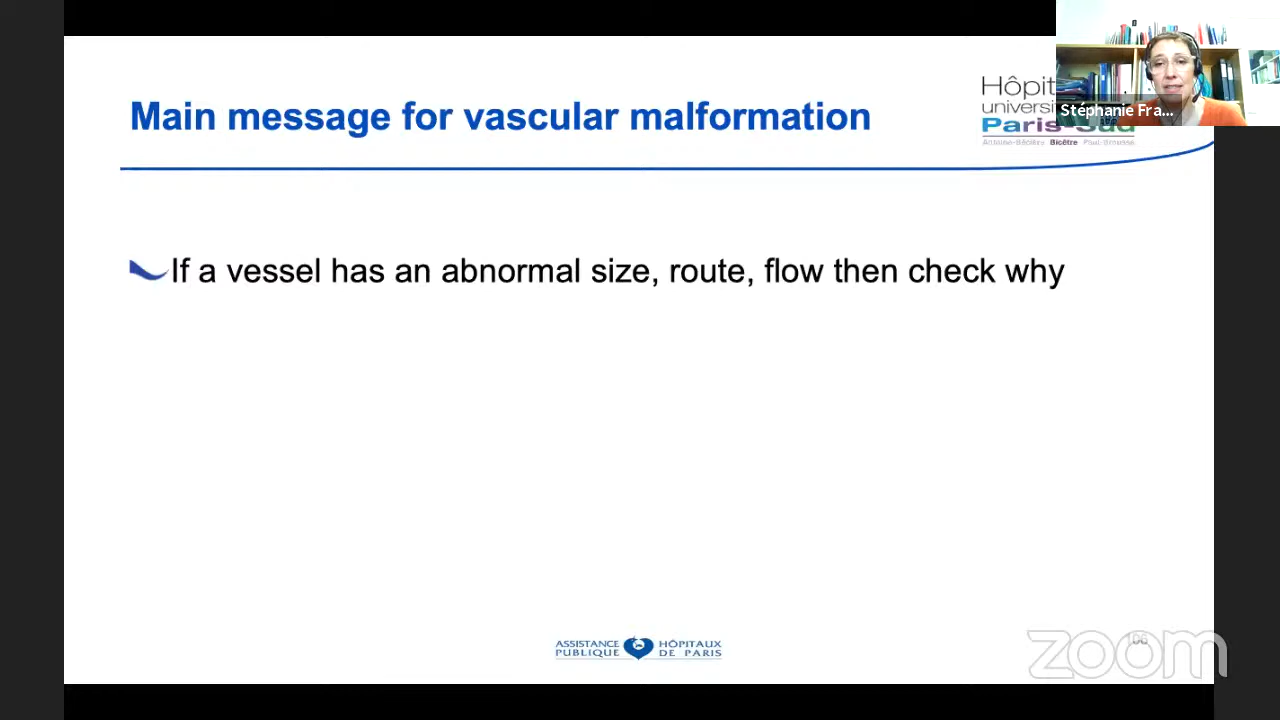 Main message for vascular malformation
Hôpit
universi
Paris-Sud
Antoine-Béclère Bicêtre Paul-Brousse
Stéphanie Fra...
If a vessel has an abnormal size, route, flow then check why
ASSISTANCE PUBLIQUE HÔPITAUX DE PARIS
106
zoom